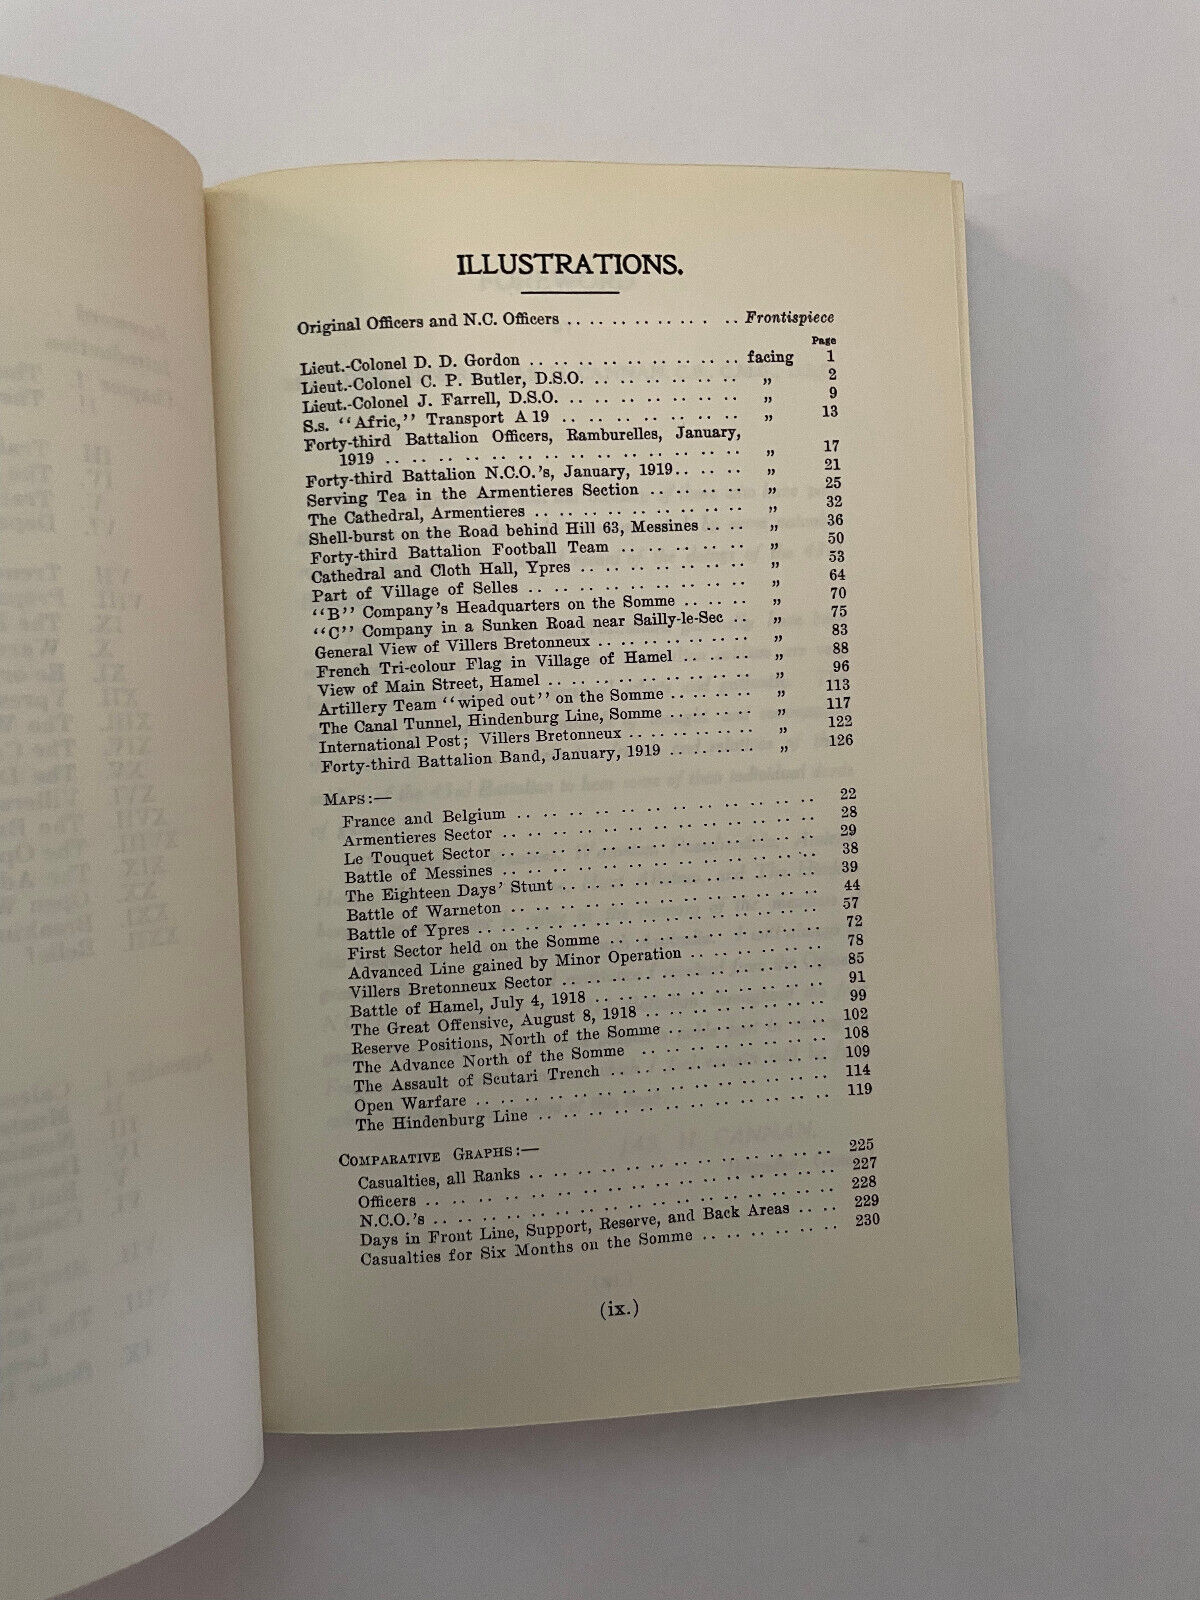 ILLUSTRATIONS.
Original Officers and N.C. Officers .. .. .. .. .. .. .. .. Frontispiece
Page
Lieut.-Colonel D. D. Gordon .. .. .. .. .. .. .. .. .. .. facing 1
Lieut.-Colonel C. P. Butler, D.S.O. .. .. .. .. .. .. .. „ 2
Lieut.-Colonel J. Farrell, D.S.O. .. .. .. .. .. .. .. .. „ 9
S.s. "Afric," Transport A 19 .. .. .. .. .. .. .. .. „ 13
Forty-third Battalion Officers, Ramburelles, January,
1919 .. .. .. .. .. .. .. .. .. .. .. .. .. .. .. „ 17
Forty-third Battalion N.C.O.'s, January, 1919.. .. .. „ 21
Serving Tea in the Armentieres Section .. .. .. .. .. „ 25
The Cathedral, Armentieres .. .. .. .. .. .. .. .. .. „ 32
Shell-burst on the Road behind Hill 63, Messines .. .. „ 36
Forty-third Battalion Football Team .. .. .. .. .. .. „ 50
Cathedral and Cloth Hall, Ypres .. .. .. .. .. .. .. .. „ 53
Part of Village of Selles .. .. .. .. .. .. .. .. .. .. „ 64
"B" Company's Headquarters on the Somme .. .. .. „ 70
"C" Company in a Sunken Road near Sailly-le-Sec .. „ 75
General View of Villers Bretonneux .. .. .. .. .. .. .. „ 83
French Tri-colour Flag in Village of Hamel .. .. .. .. „ 88
View of Main Street, Hamel .. .. .. .. .. .. .. .. .. „ 96
Artillery Team "wiped out" on the Somme .. .. .. .. „ 113
The Canal Tunnel, Hindenburg Line, Somme .. .. .. .. „ 117
International Post; Villers Bretonneux .. .. .. .. .. .. „ 122
Forty-third Battalion Band, January, 1919 .. .. .. .. „ 126
MAPS:—
France and Belgium .. .. .. .. .. .. .. .. .. .. .. .. .. 22
Armentieres Sector .. .. .. .. .. .. .. .. .. .. .. .. .. 28
Le Touquet Sector .. .. .. .. .. .. .. .. .. .. .. .. .. 29
Battle of Messines .. .. .. .. .. .. .. .. .. .. .. .. .. 38
The Eighteen Days' Stunt .. .. .. .. .. .. .. .. .. .. .. 39
Battle of Warneton .. .. .. .. .. .. .. .. .. .. .. .. .. 44
Battle of Ypres .. .. .. .. .. .. .. .. .. .. .. .. .. .. 57
First Sector held on the Somme .. .. .. .. .. .. .. .. .. 72
Advanced Line gained by Minor Operation .. .. .. .. .. 78
Villers Bretonneux Sector .. .. .. .. .. .. .. .. .. .. .. 85
Battle of Hamel, July 4, 1918 .. .. .. .. .. .. .. .. .. 91
The Great Offensive, August 8, 1918 .. .. .. .. .. .. .. 99
Reserve Positions, North of the Somme .. .. .. .. .. .. 102
The Advance North of the Somme .. .. .. .. .. .. .. .. 108
The Assault of Scutari Trench .. .. .. .. .. .. .. .. .. 109
Open Warfare .. .. .. .. .. .. .. .. .. .. .. .. .. .. 114
The Hindenburg Line .. .. .. .. .. .. .. .. .. .. .. .. 119
COMPARATIVE GRAPHS:—
Casualties, all Ranks .. .. .. .. .. .. .. .. .. .. .. .. 225
Officers .. .. .. .. .. .. .. .. .. .. .. .. .. .. .. .. 227
N.C.O.'s .. .. .. .. .. .. .. .. .. .. .. .. .. .. .. .. 228
Days in Front Line, Support, Reserve, and Back Areas .. .. 229
Casualties for Six Months on the Somme .. .. .. .. .. .. 230
(ix.)